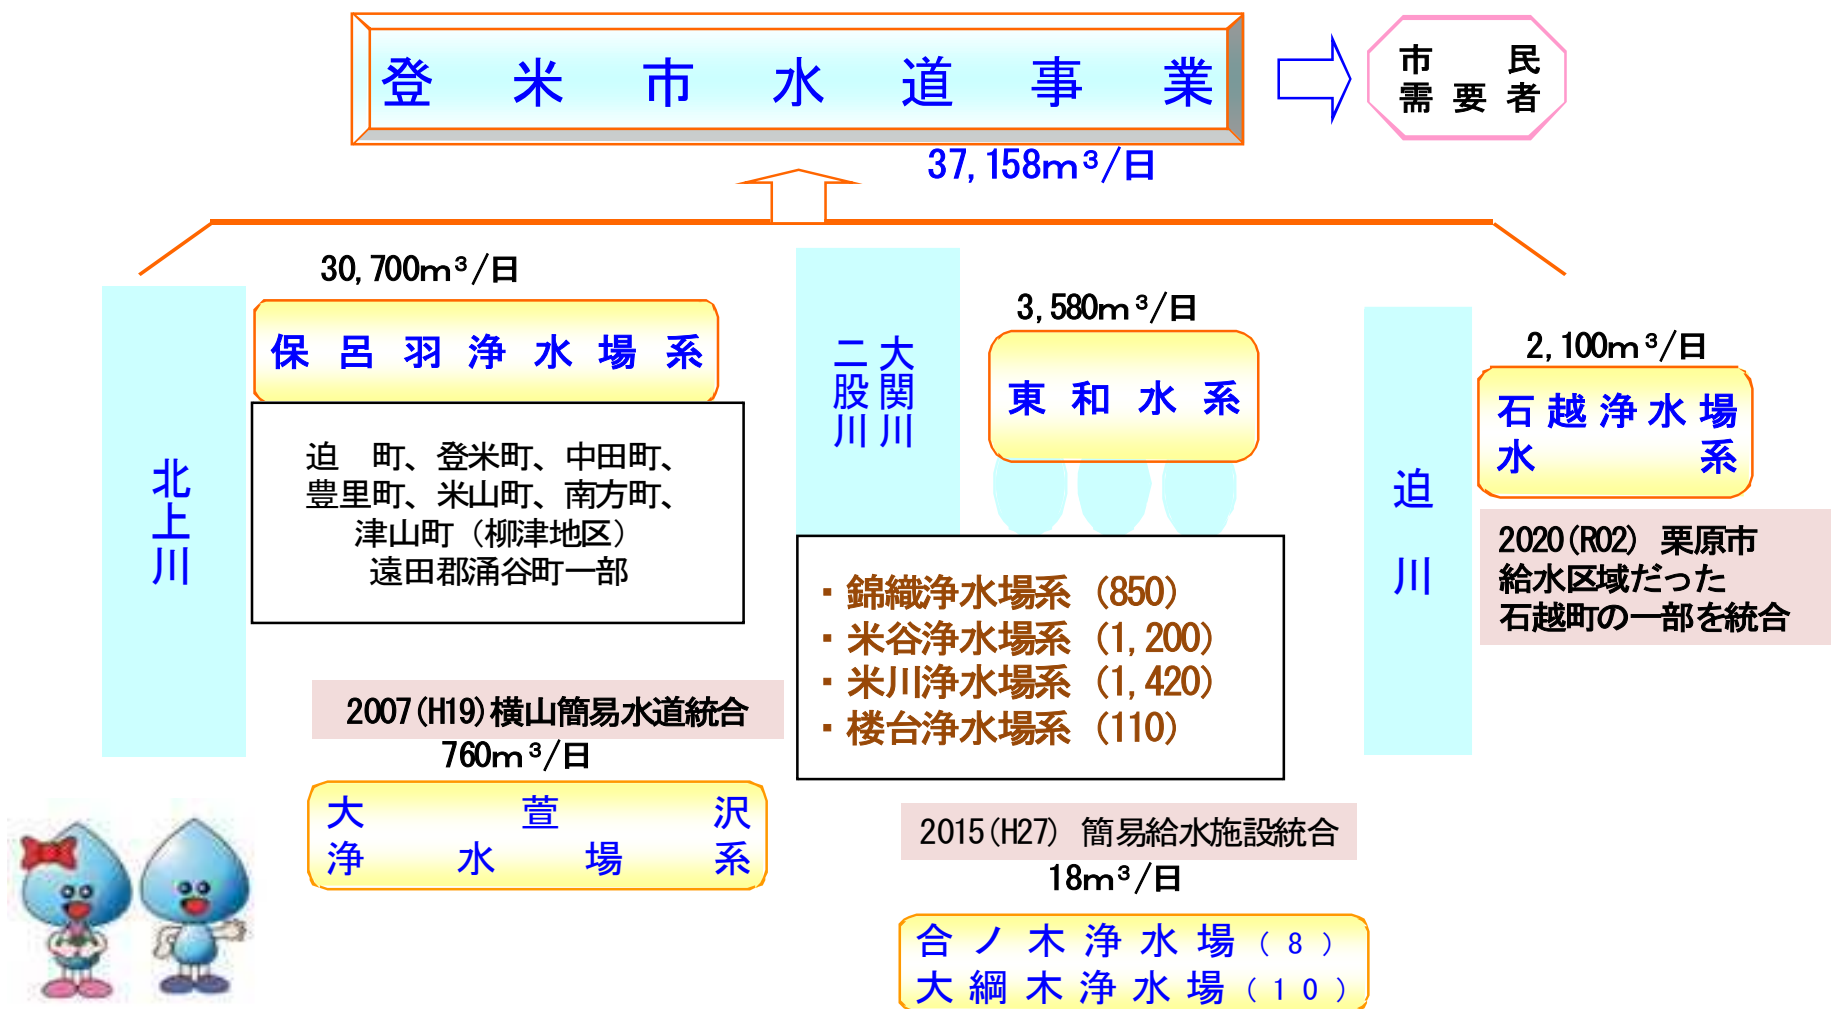 登米市水道事業
市民
需要者
37,158m³/日
30,700m³/日
保呂羽浄水場系
北上川
迫　町、登米町、中田町、
豊里町、米山町、南方町、
津山町（柳津地区）
遠田郡涌谷町一部
2007(H19)横山簡易水道統合
760m³/日
大萱沢
浄水場系
大関川
二股川
3,580m³/日
東和水系
・錦織浄水場系（850）
・米谷浄水場系（1,200）
・米川浄水場系（1,420）
・楼台浄水場系（110）
2015(H27) 簡易給水施設統合
18m³/日
合ノ木浄水場（8）
大綱木浄水場（10）
迫川
2,100m³/日
石越浄水場
水系
2020(R02) 栗原市
給水区域だった
石越町の一部を統合